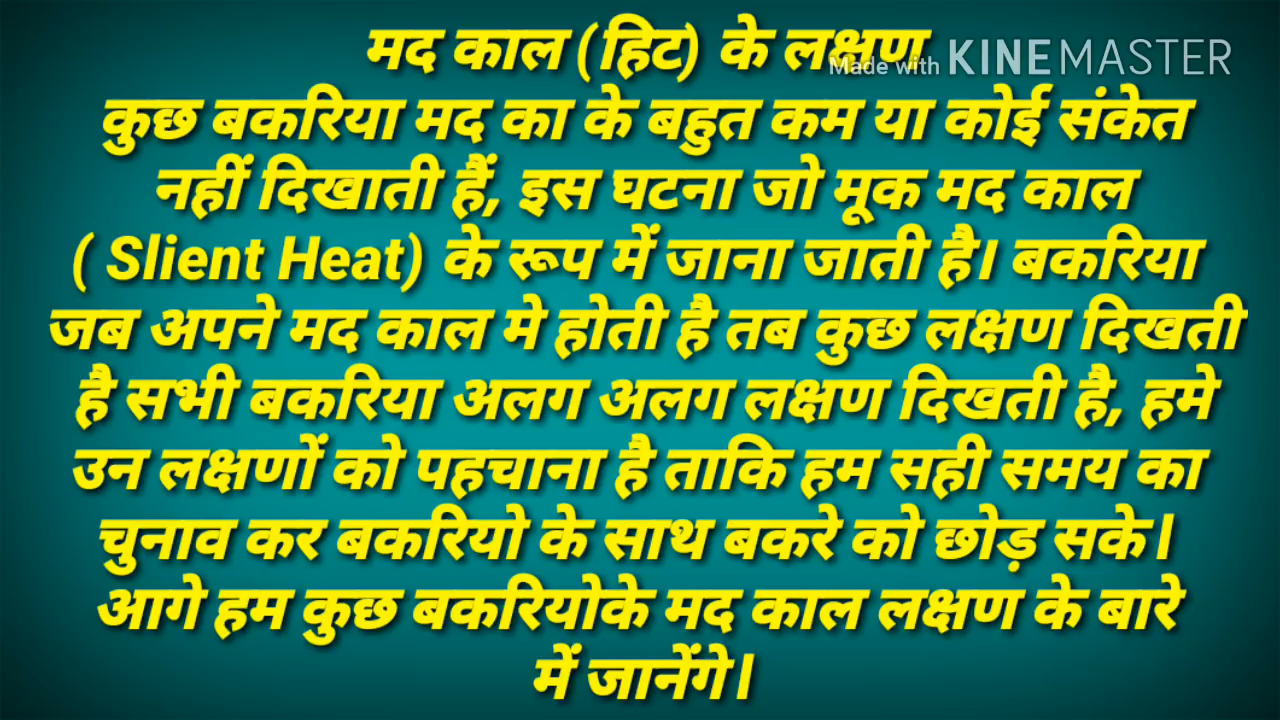 मद काल (हिट) के लक्षण
Made with KINEMASTER
कुछ बकरिया मद का के बहुत कम या कोई संकेत
नहीं दिखाती हैं, इस घटना जो मूक मद काल
( Slient Heat) के रूप में जाना जाती है। बकरिया
जब अपने मद काल मे होती है तब कुछ लक्षण दिखती
है सभी बकरिया अलग अलग लक्षण दिखती है, हमे
उन लक्षणों को पहचाना है ताकि हम सही समय का
चुनाव कर बकरियो के साथ बकरे को छोड़ सके।
आगे हम कुछ बकरियोके मद काल लक्षण के बारे
में जानेंगे।